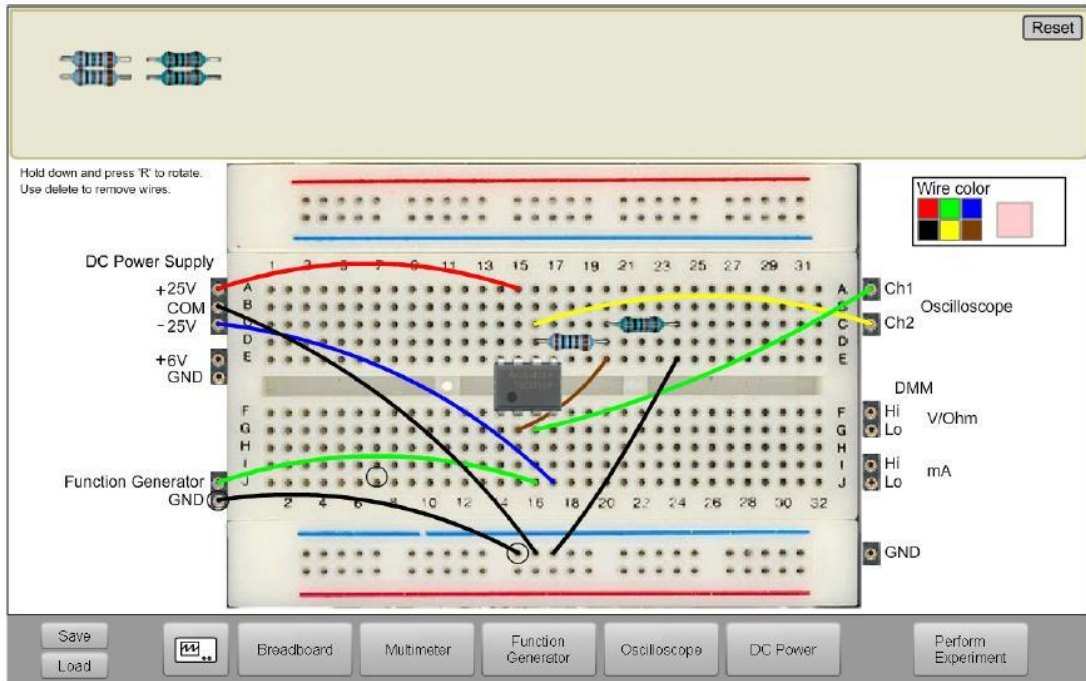 Reset
Hold down and press 'R' to rotate.
Use delete to remove wires.
Wire color
DC Power Supply
+25V
COM
-25V
+6V
GND
Function Generator
GND
1 3 5 7 9 11 13 15 17 19 21 23 25 27 29 31
A
B
C
D
E
F
G
H
I
J
A
C
D
E
F
G
H
I
J
2 4 6 8 10 12 14 16 18 20 22 24 26 28 30 32
Ch1
Oscilloscope
Ch2
DMM
Hi
V/Ohm
Lo
Hi
mA
Lo
GND
Save
Load
Breadboard
Multimeter
Function
Generator
Oscilloscope
DC Power
Perform
Experiment